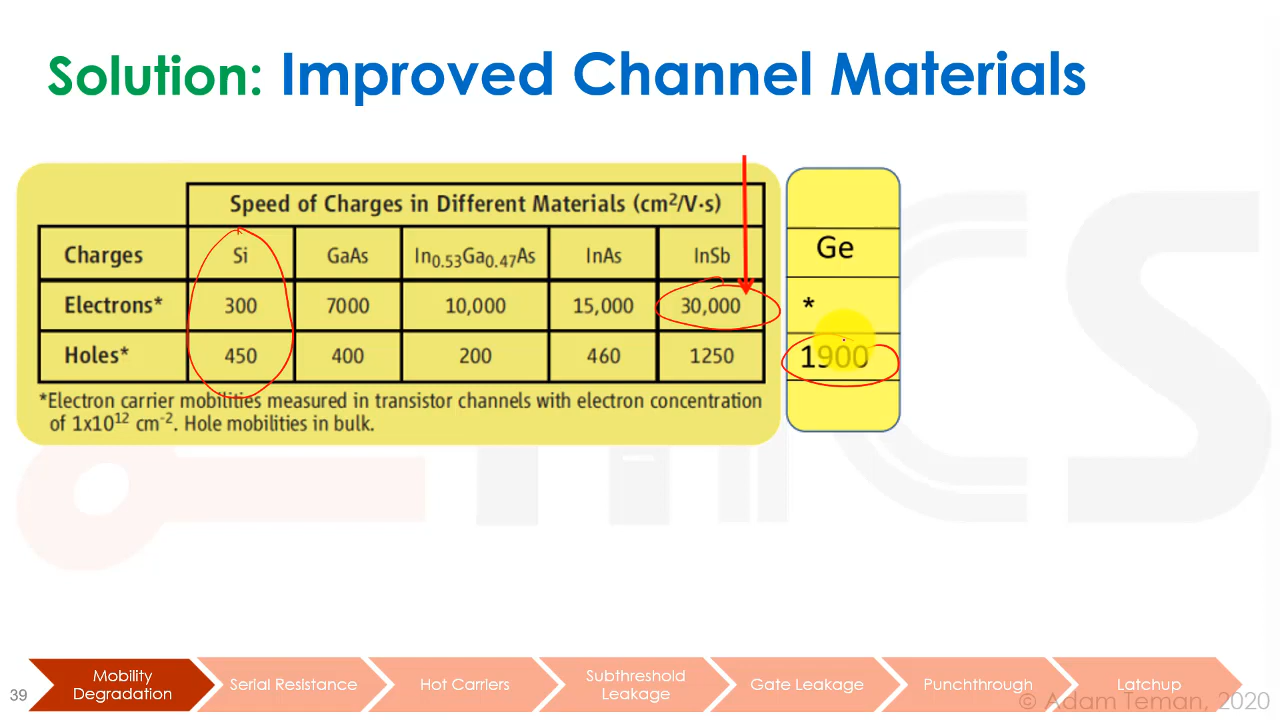 Solution: Improved Channel Materials
Speed of Charges in Different Materials (cm²/V·s)
Charges Si GaAs In₀.₅₃Ga₀.₄₇As InAs InSb Ge
Electrons* 300 7000 10,000 15,000 30,000 *
Holes* 450 400 200 460 1250 1900
*Electron carrier mobilities measured in transistor channels with electron concentration
of 1x10¹² cm⁻². Hole mobilities in bulk.
Mobility
Degradation
Serial Resistance
Hot Carriers
Subthreshold
Leakage
Gate Leakage
Punchthrough
Latchup
39
© Adam Teman, 2020